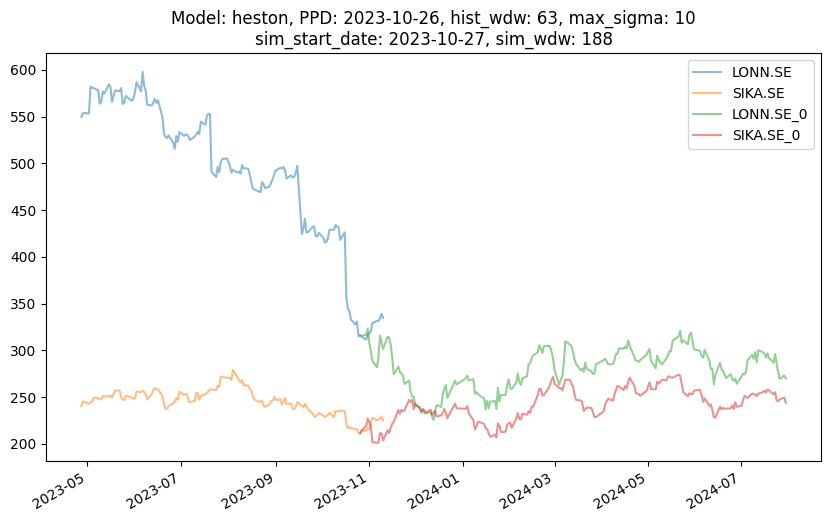 Model: heston, PPD: 2023-10-26, hist_wdw: 63, max_sigma: 10
sim_start_date: 2023-10-27, sim_wdw: 188
LONN.SE
SIKA.SE
LONN.SE_0
SIKA.SE_0
600
550
500
450
400
350
300
250
200
2023-05
2023-07
2023-09
2023-11
2024-01
2024-03
2024-05
2024-07